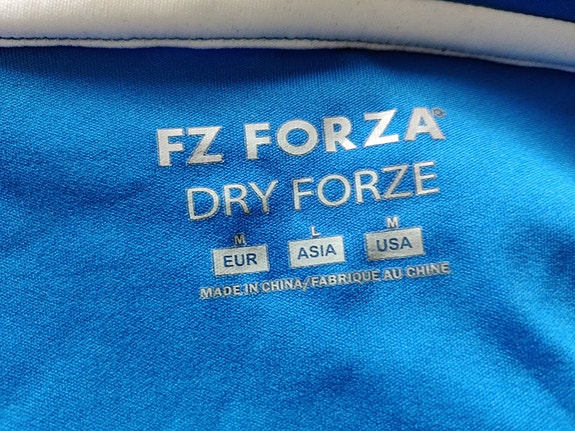 FZ FORZA®
DRY FORZE
M L M
EUR ASIA USA
MADE IN CHINA/FABRIQUE AU CHINE